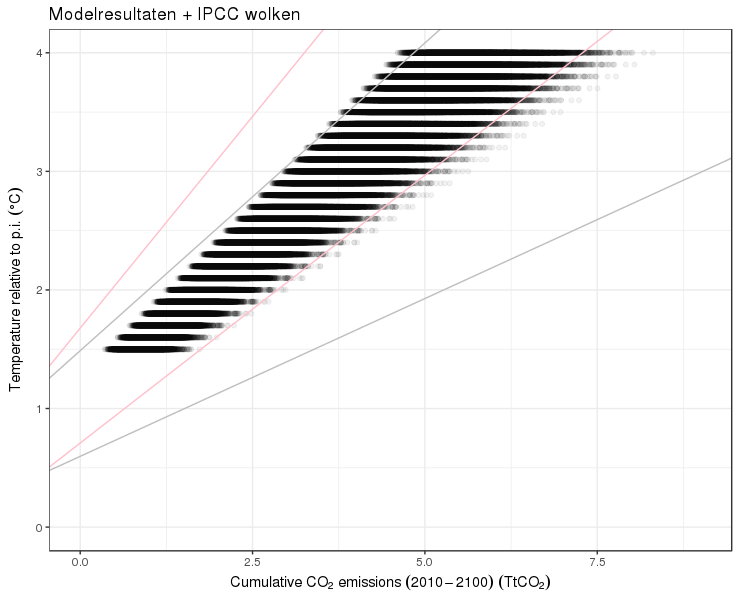 Modelresultaten + IPCC wolken
Temperature relative to p.i. (°C)
4
3
2
1
0
0.0 2.5 5.0 7.5
Cumulative CO₂ emissions (2010−2100) (TtCO₂)